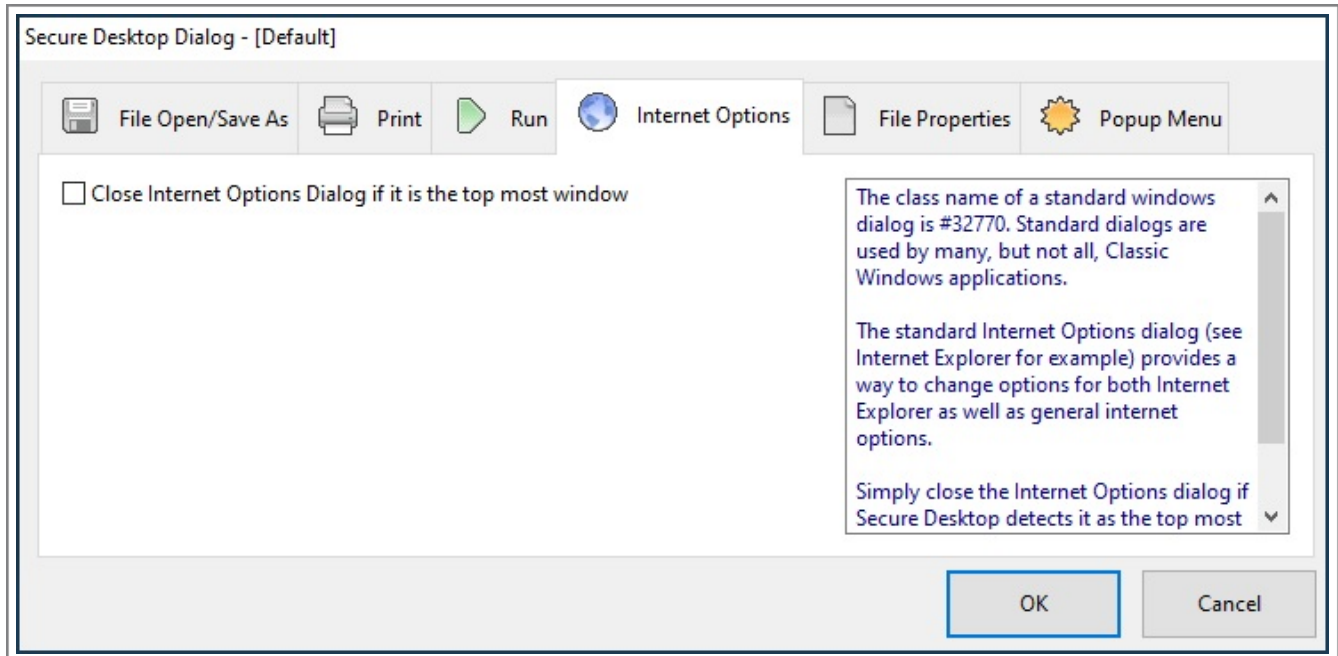 Secure Desktop Dialog - [Default]
File Open/Save As Print Run Internet Options File Properties Popup Menu
Close Internet Options Dialog if it is the top most window
The class name of a standard windows
dialog is #32770. Standard dialogs are
used by many, but not all, Classic
Windows applications.
The standard Internet Options dialog (see
Internet Explorer for example) provides a
way to change options for both Internet
Explorer as well as general internet
options.
Simply close the Internet Options dialog if
Secure Desktop detects it as the top most
OK Cancel